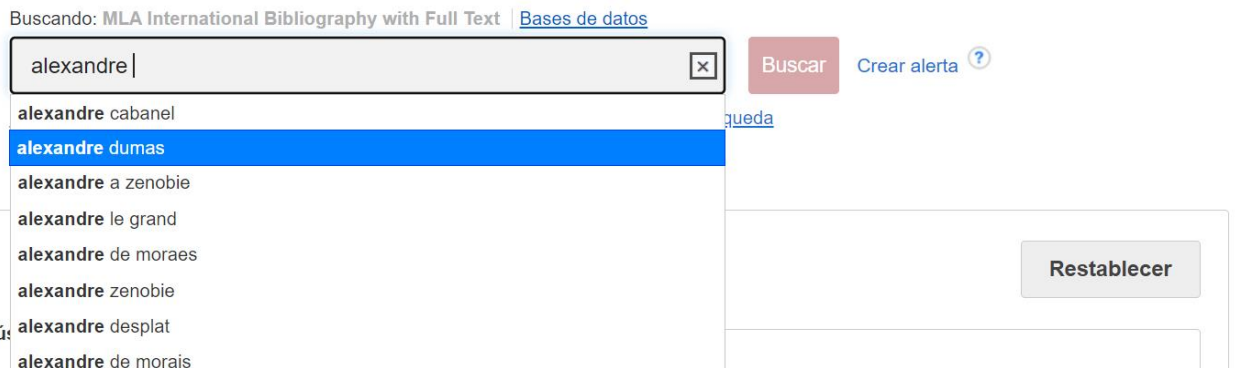 Buscando: MLA International Bibliography with Full Text | Bases de datos
alexandre
Buscar
Crear alerta ?
queda
alexandre cabanel
alexandre dumas
alexandre a zenobie
alexandre le grand
alexandre de moraes
alexandre zenobie
alexandre desplat
alexandre de morais
Restablecer